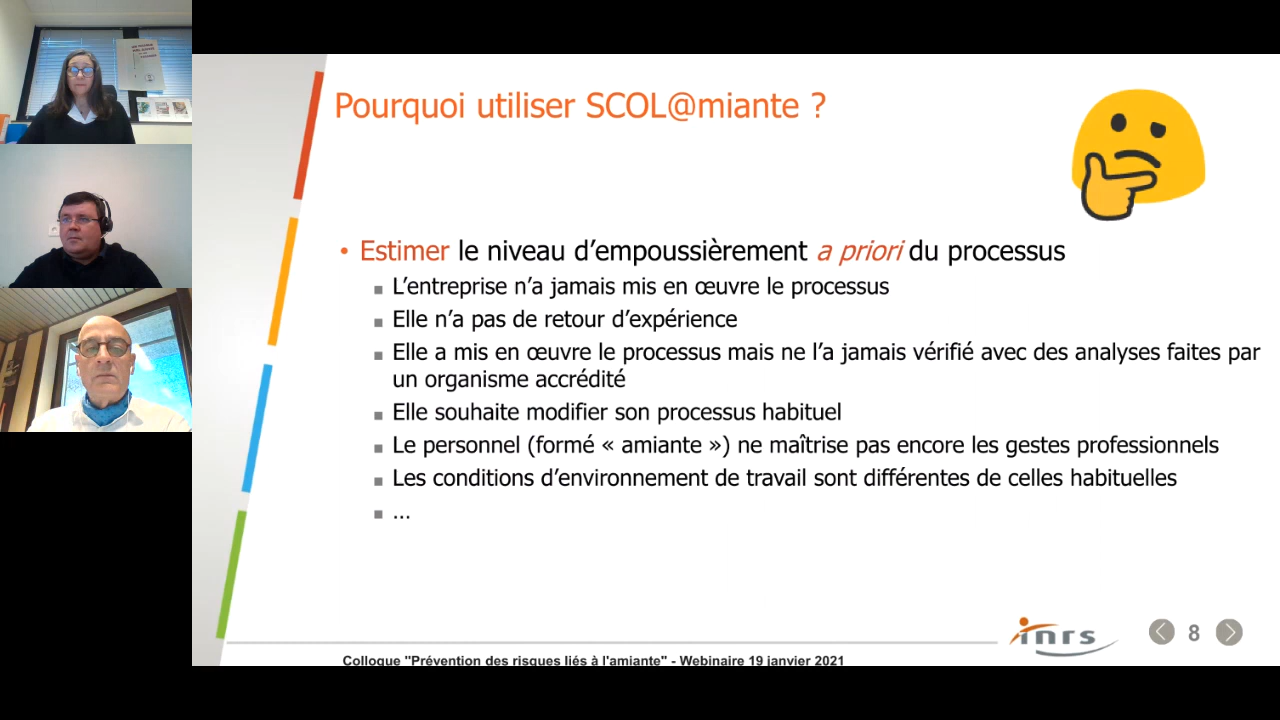 Pourquoi utiliser SCOL@miante ?
• Estimer le niveau d’empoussièrement a priori du processus
▪ L’entreprise n’a jamais mis en œuvre le processus
▪ Elle n’a pas de retour d’expérience
▪ Elle a mis en œuvre le processus mais ne l’a jamais vérifié avec des analyses faites par
un organisme accrédité
▪ Elle souhaite modifier son processus habituel
▪ Le personnel (formé « amiante ») ne maîtrise pas encore les gestes professionnels
▪ Les conditions d’environnement de travail sont différentes de celles habituelles
▪ ...
inrs
8
Colloque "Prévention des risques liés à l'amiante" - Webinaire 19 janvier 2021